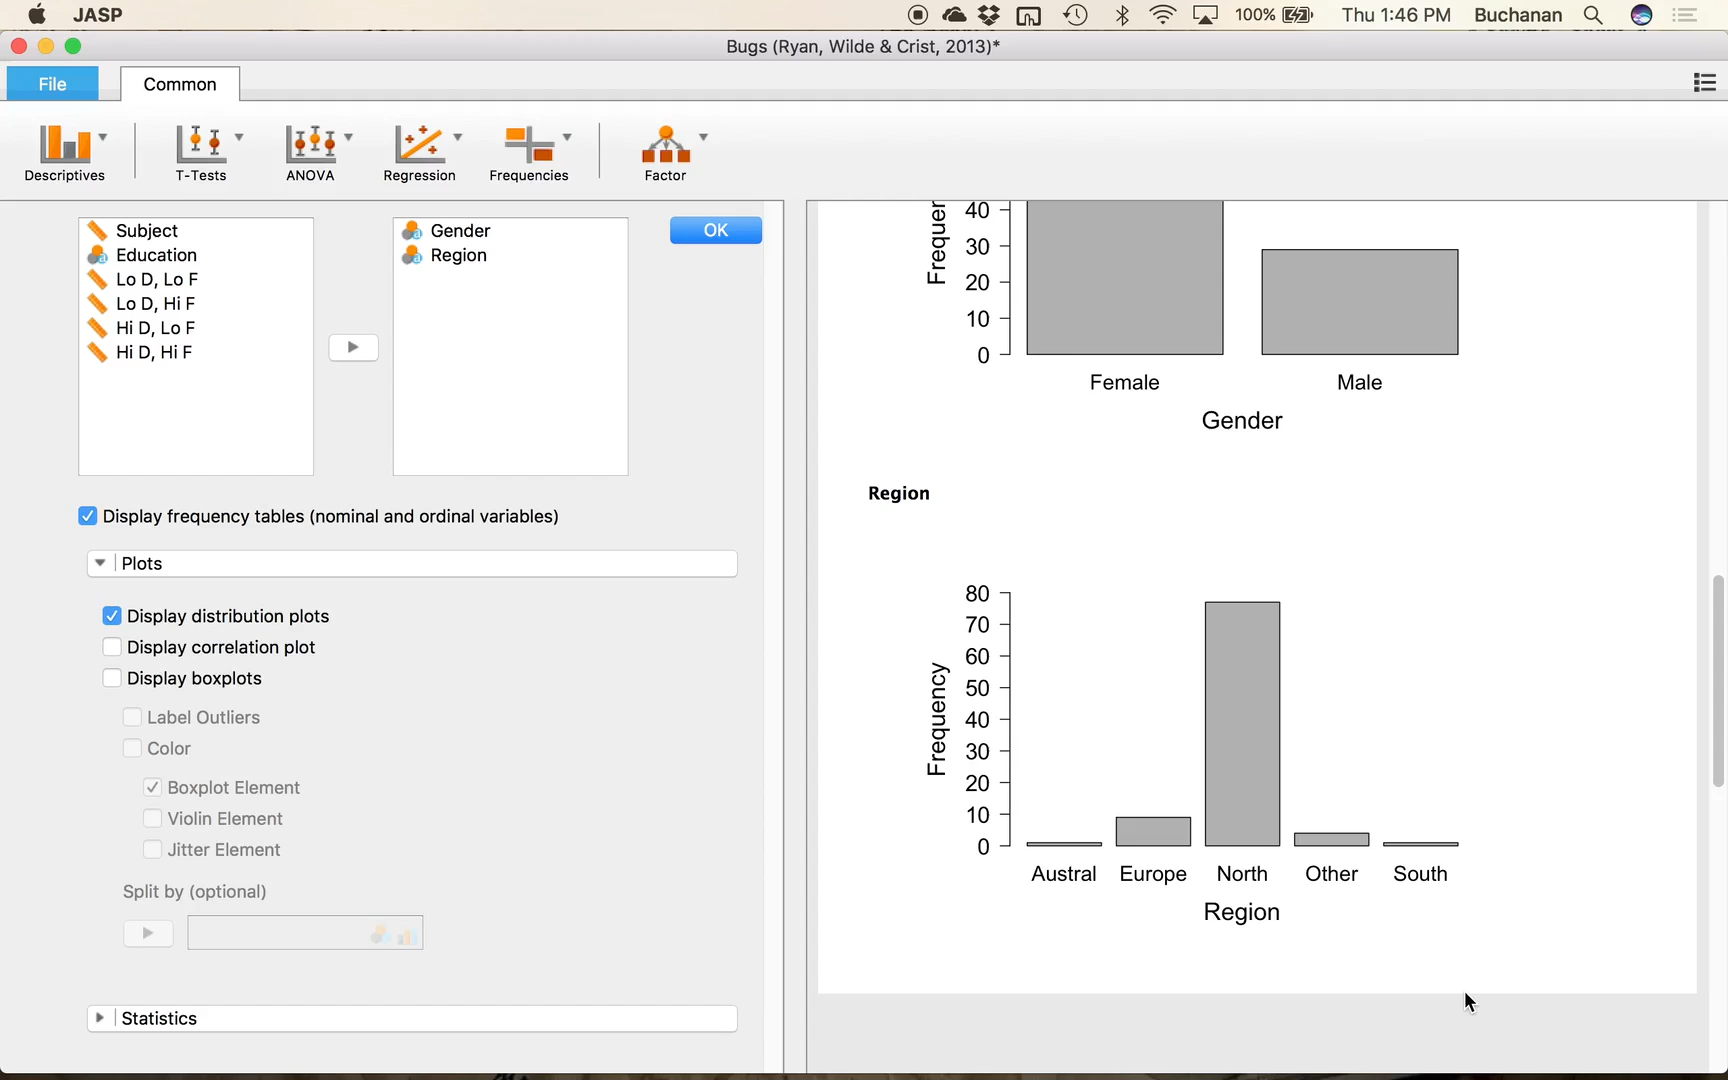 JASP
100%
Thu 1:46 PM
Buchanan
Bugs (Ryan, Wilde & Crist, 2013)*
File
Common
Descriptives
T-Tests
ANOVA
Regression
Frequencies
Factor
Subject
Education
Lo D, Lo F
Lo D, Hi F
Hi D, Lo F
Hi D, Hi F
Gender
Region
OK
Display frequency tables (nominal and ordinal variables)
Plots
Display distribution plots
Display correlation plot
Display boxplots
Label Outliers
Color
Boxplot Element
Violin Element
Jitter Element
Split by (optional)
Statistics
40
30
20
10
0
Female
Male
Gender
Region
Frequency
80
70
60
50
40
30
20
10
0
Austral
Europe
North
Other
South
Region